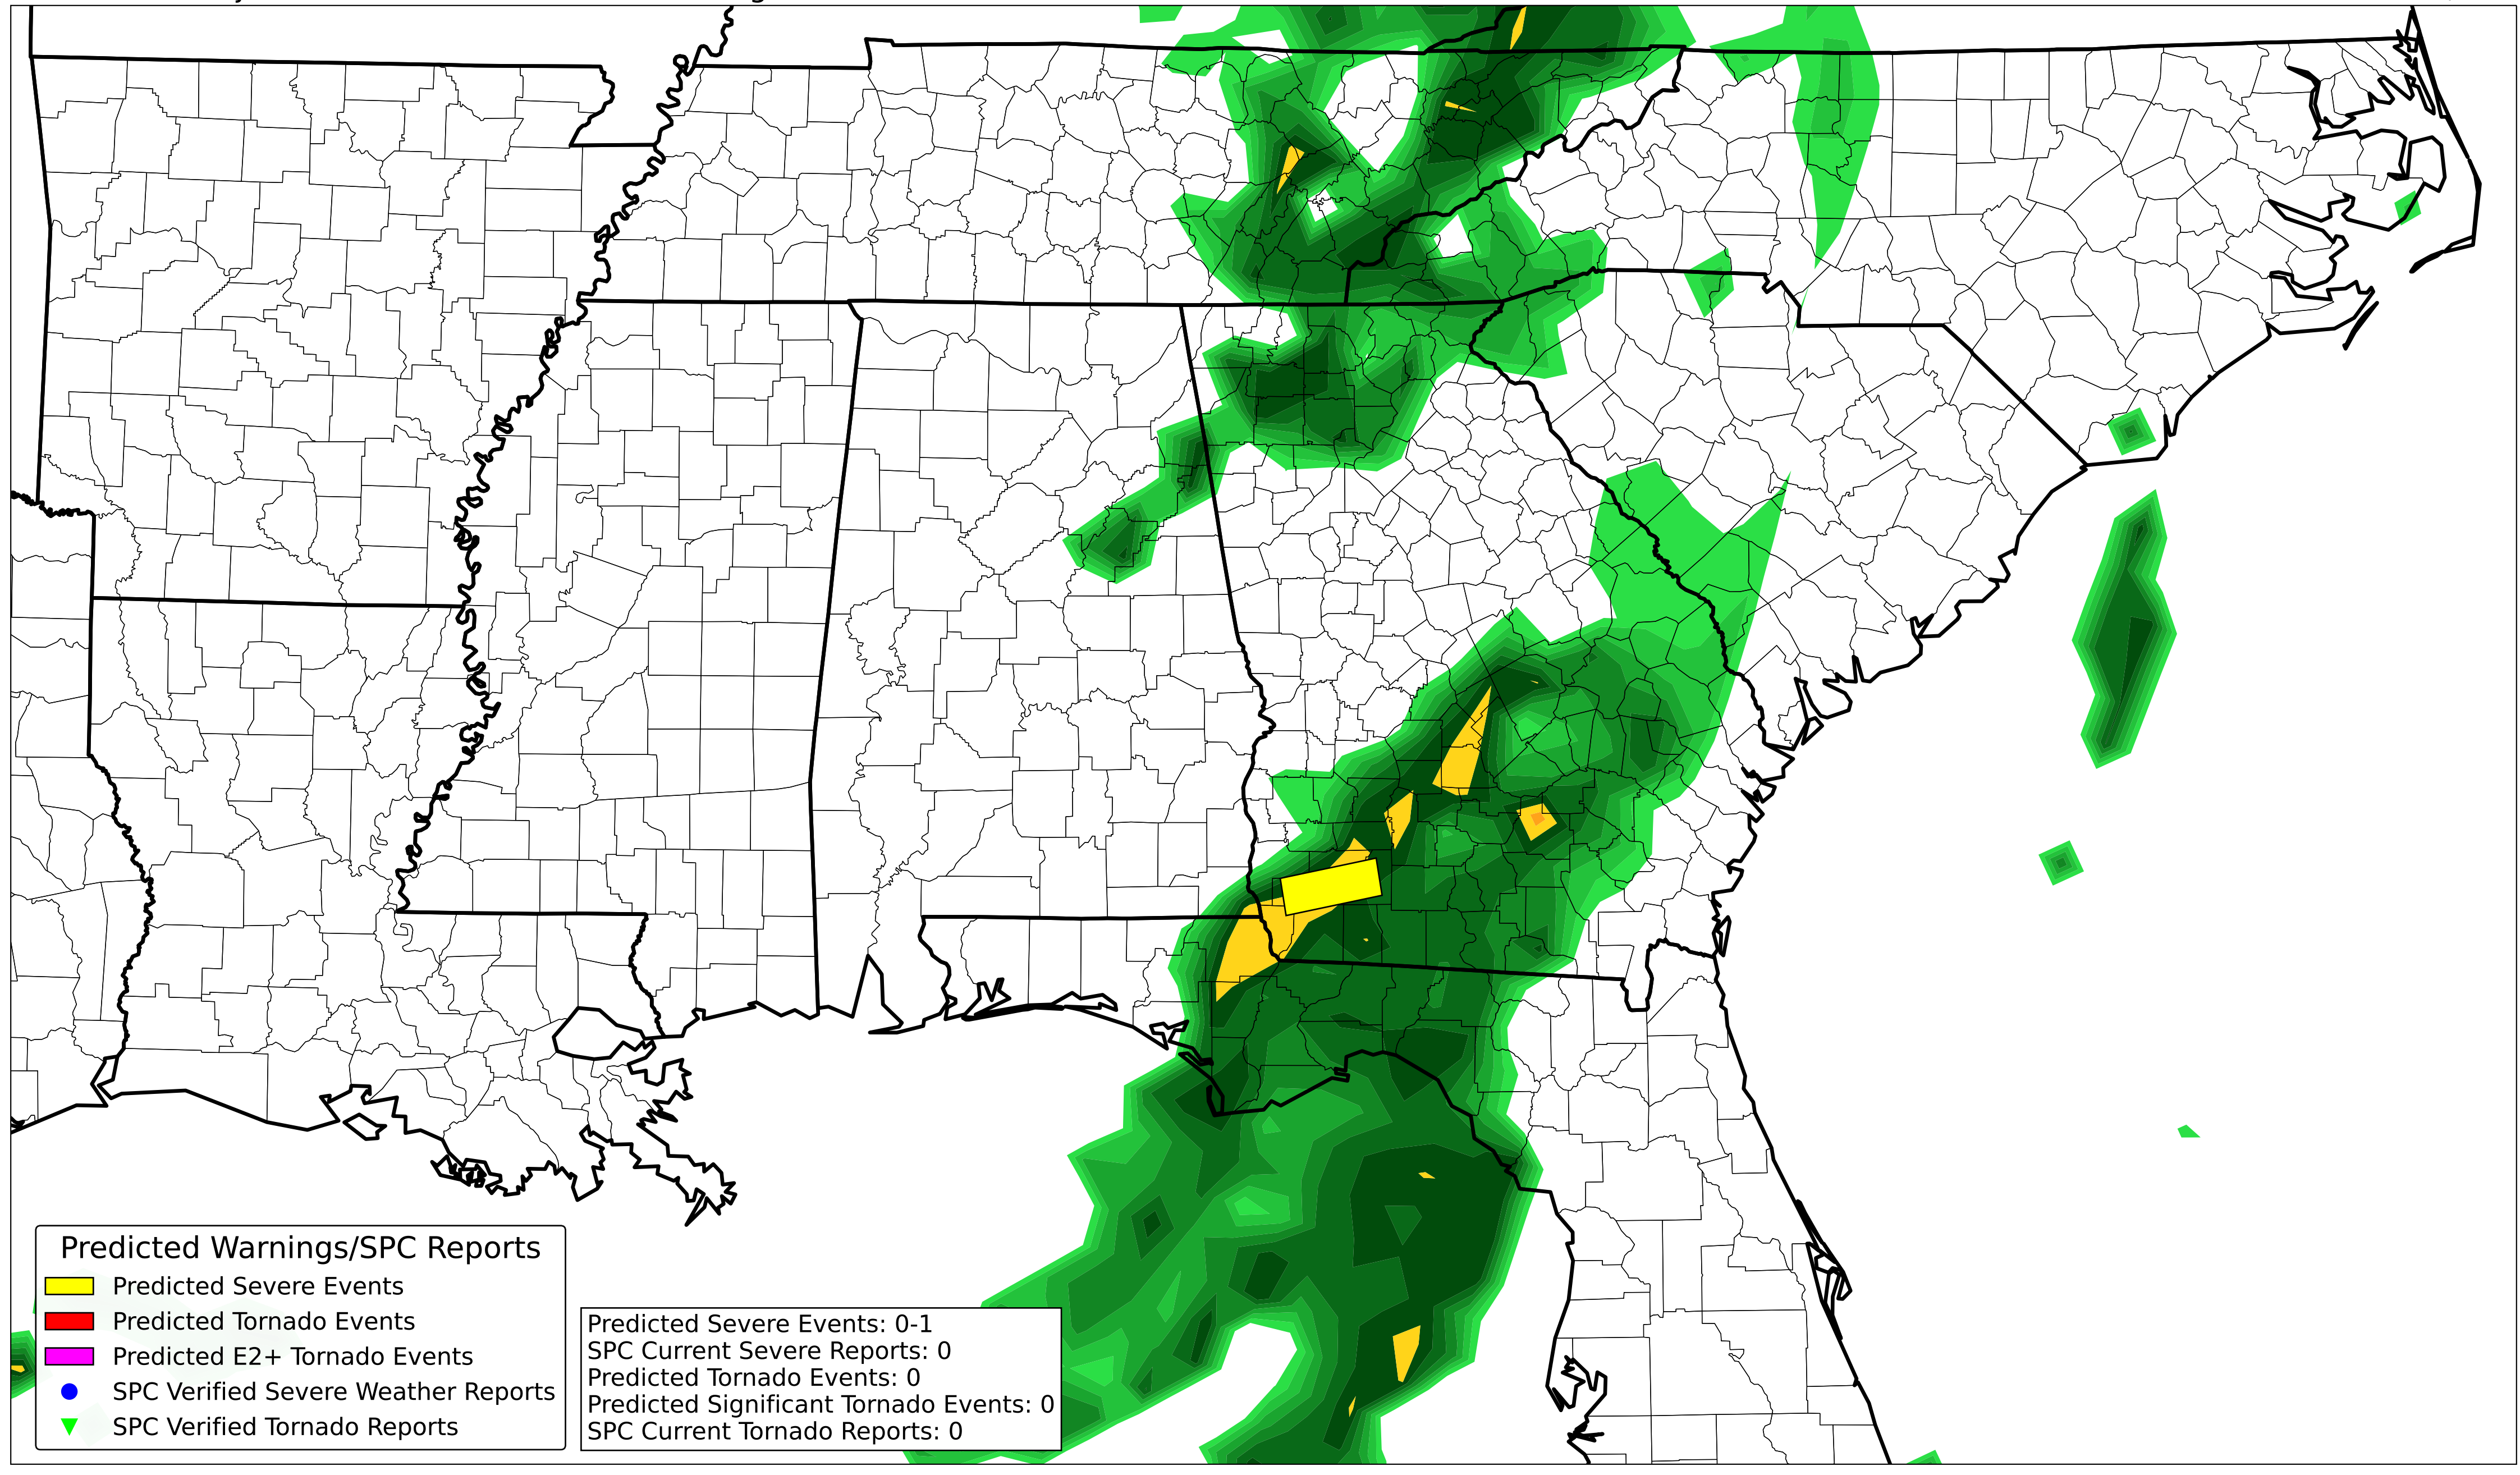 Predicted Warnings/SPC Reports
Predicted Severe Events
Predicted Tornado Events
Predicted E2+ Tornado Events
SPC Verified Severe Weather Reports
SPC Verified Tornado Reports
Predicted Severe Events: 0-1
SPC Current Severe Reports: 0
Predicted Tornado Events: 0
Predicted Significant Tornado Events: 0
SPC Current Tornado Reports: 0